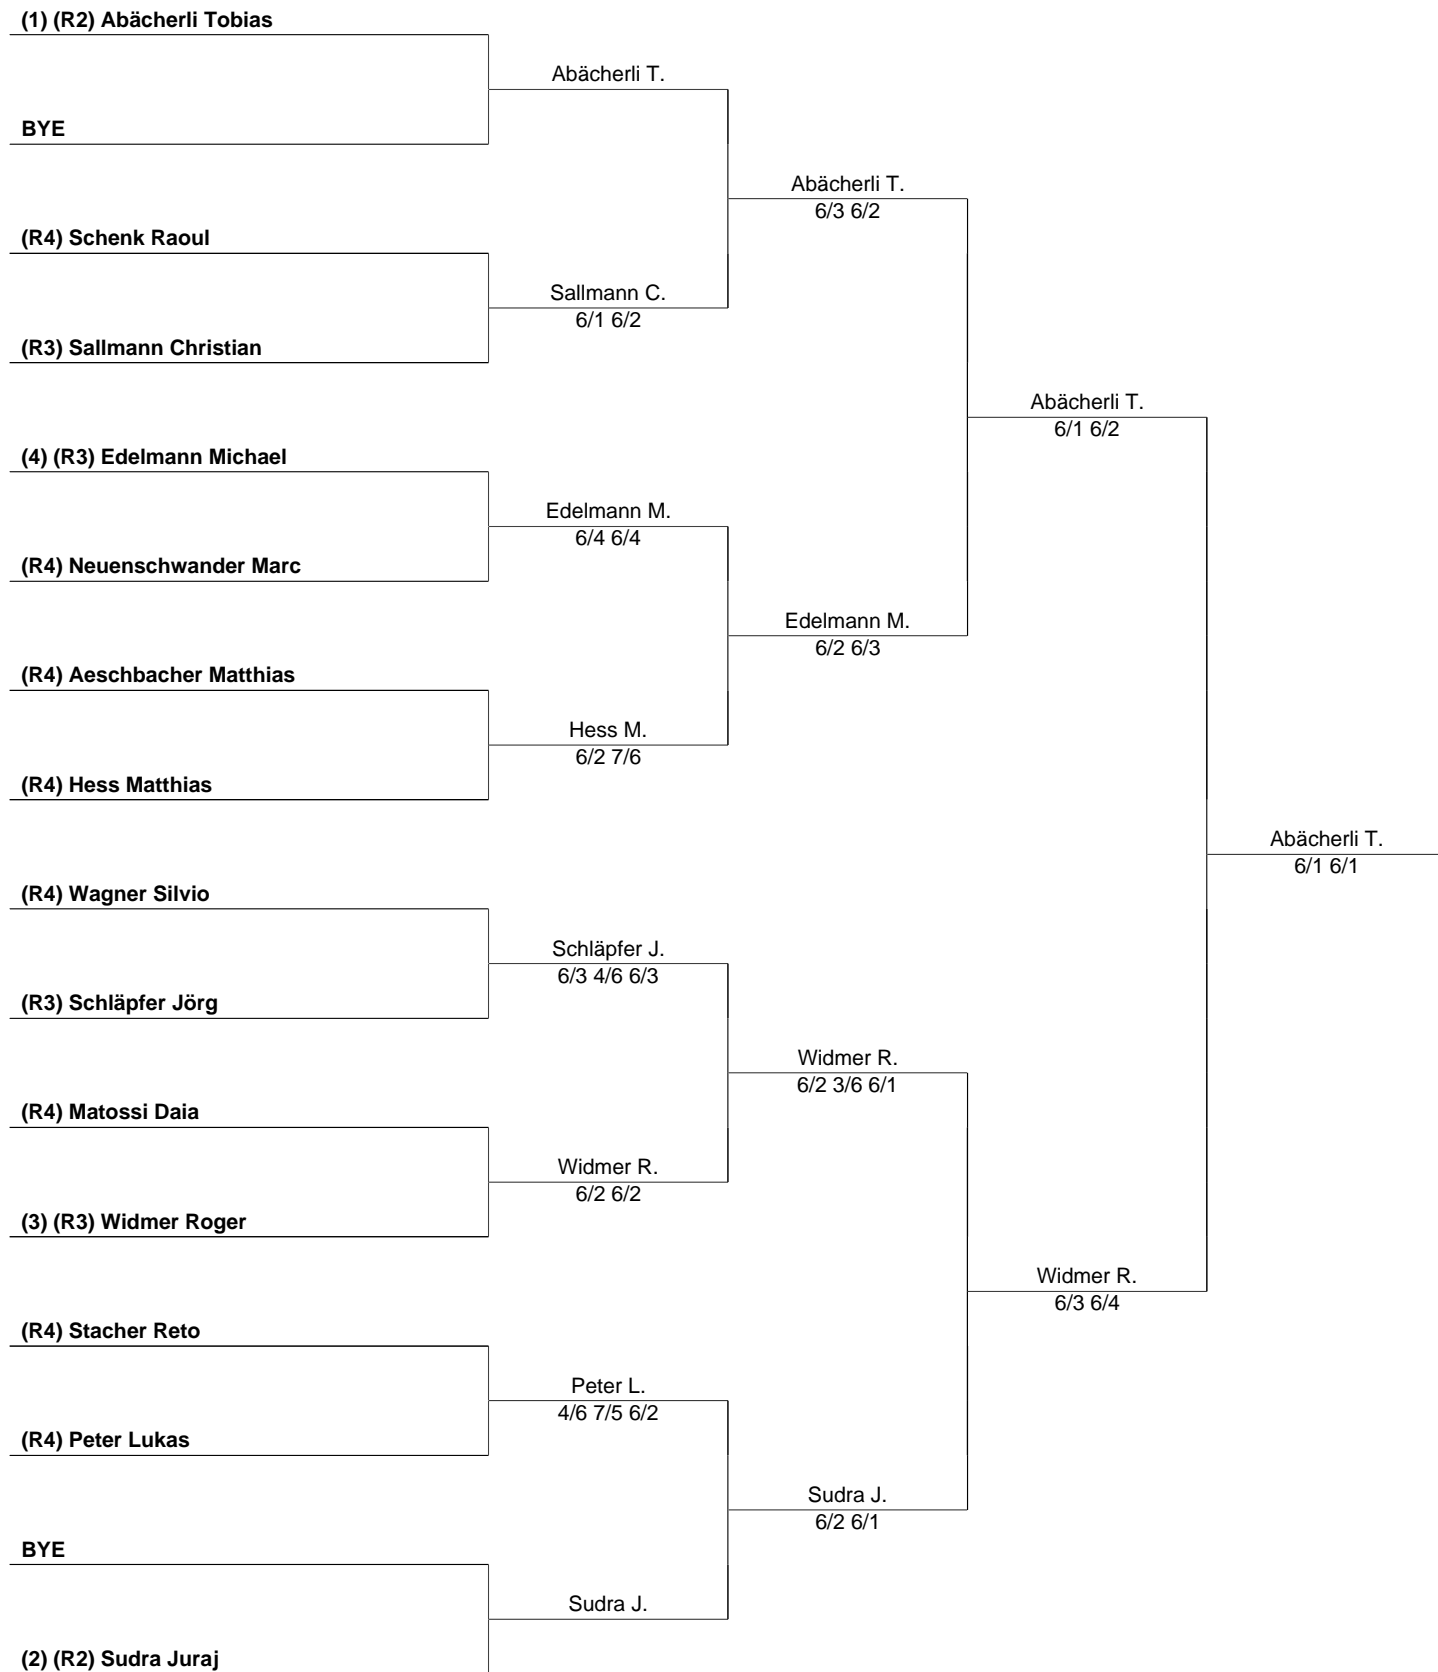 (1) (R2) Abächerli Tobias
Abächerli T.
BYE
Abächerli T.
6/3 6/2
(R4) Schenk Raoul
Sallmann C.
6/1 6/2
(R3) Sallmann Christian
Abächerli T.
6/1 6/2
(4) (R3) Edelmann Michael
Edelmann M.
6/4 6/4
(R4) Neuenschwander Marc
Edelmann M.
6/2 6/3
(R4) Aeschbacher Matthias
Hess M.
6/2 7/6
(R4) Hess Matthias
Abächerli T.
6/1 6/1
(R4) Wagner Silvio
Schläpfer J.
6/3 4/6 6/3
(R3) Schläpfer Jörg
Widmer R.
6/2 3/6 6/1
(R4) Matossi Daia
Widmer R.
6/2 6/2
(3) (R3) Widmer Roger
Widmer R.
6/3 6/4
(R4) Stacher Reto
Peter L.
4/6 7/5 6/2
(R4) Peter Lukas
Sudra J.
6/2 6/1
BYE
Sudra J.
(2) (R2) Sudra Juraj